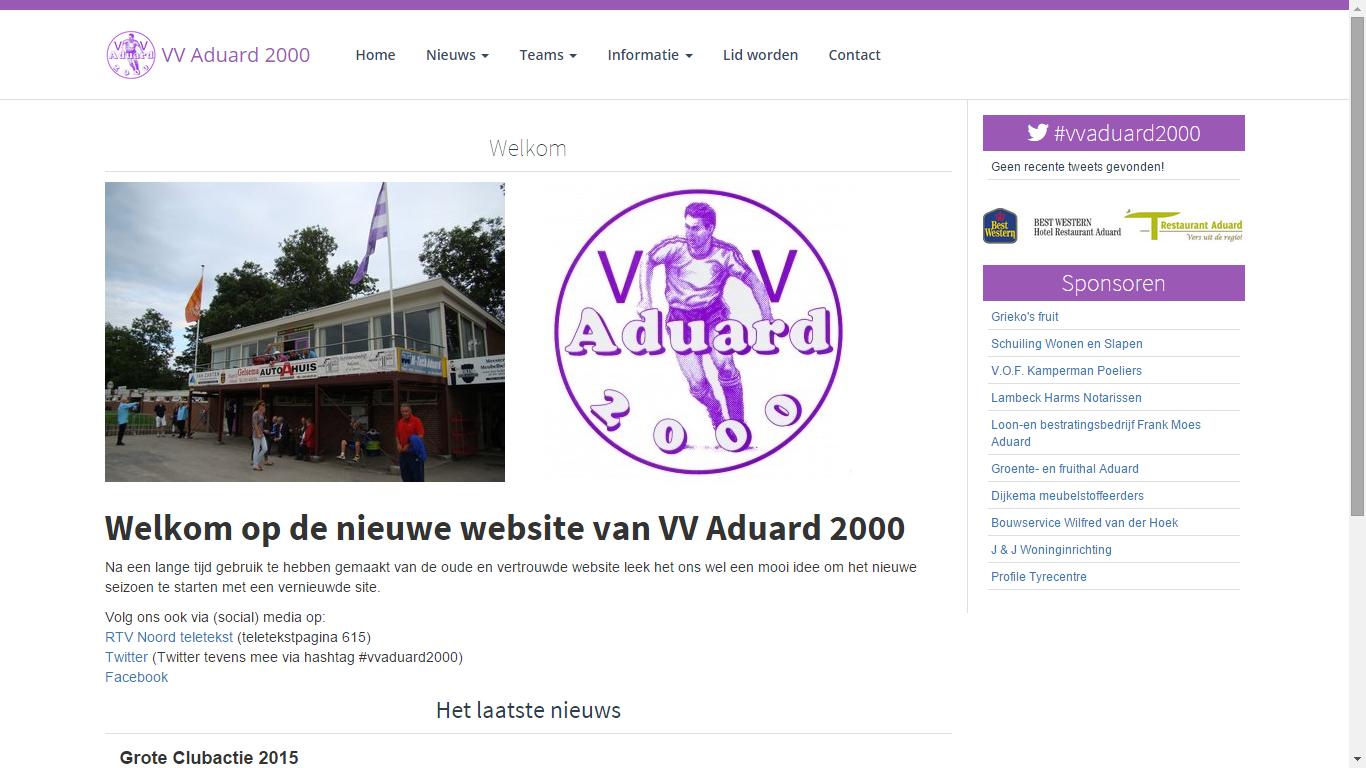 VV Aduard 2000
Home
Nieuws
Teams
Informatie
Lid worden
Contact
Welkom
AUTO HUIS
V V
Aduard
2000
Welkom op de nieuwe website van VV Aduard 2000
Na een lange tijd gebruik te hebben gemaakt van de oude en vertrouwde website leek het ons wel een mooi idee om het nieuwe
seizoen te starten met een vernieuwde site.
Volg ons ook via (social) media op:
RTV Noord teletekst (teletekstpagina 615)
Twitter (Twitter tevens mee via hashtag #vvaduard2000)
Facebook
Het laatste nieuws
Grote Clubactie 2015
#vvaduard2000
Geen recente tweets gevonden!
Best
Western
BEST WESTERN
Hotel Restaurant Aduard
Restaurant Aduard
Vers uit de regio!
Sponsoren
Grieko's fruit
Schuiling Wonen en Slapen
V.O.F. Kamperman Poeliers
Lambeck Harms Notarissen
Loon-en bestratingsbedrijf Frank Moes
Aduard
Groente- en fruithal Aduard
Dijkema meubelstoffeerders
Bouwservice Wilfred van der Hoek
J & J Woninginrichting
Profile Tyrecentre